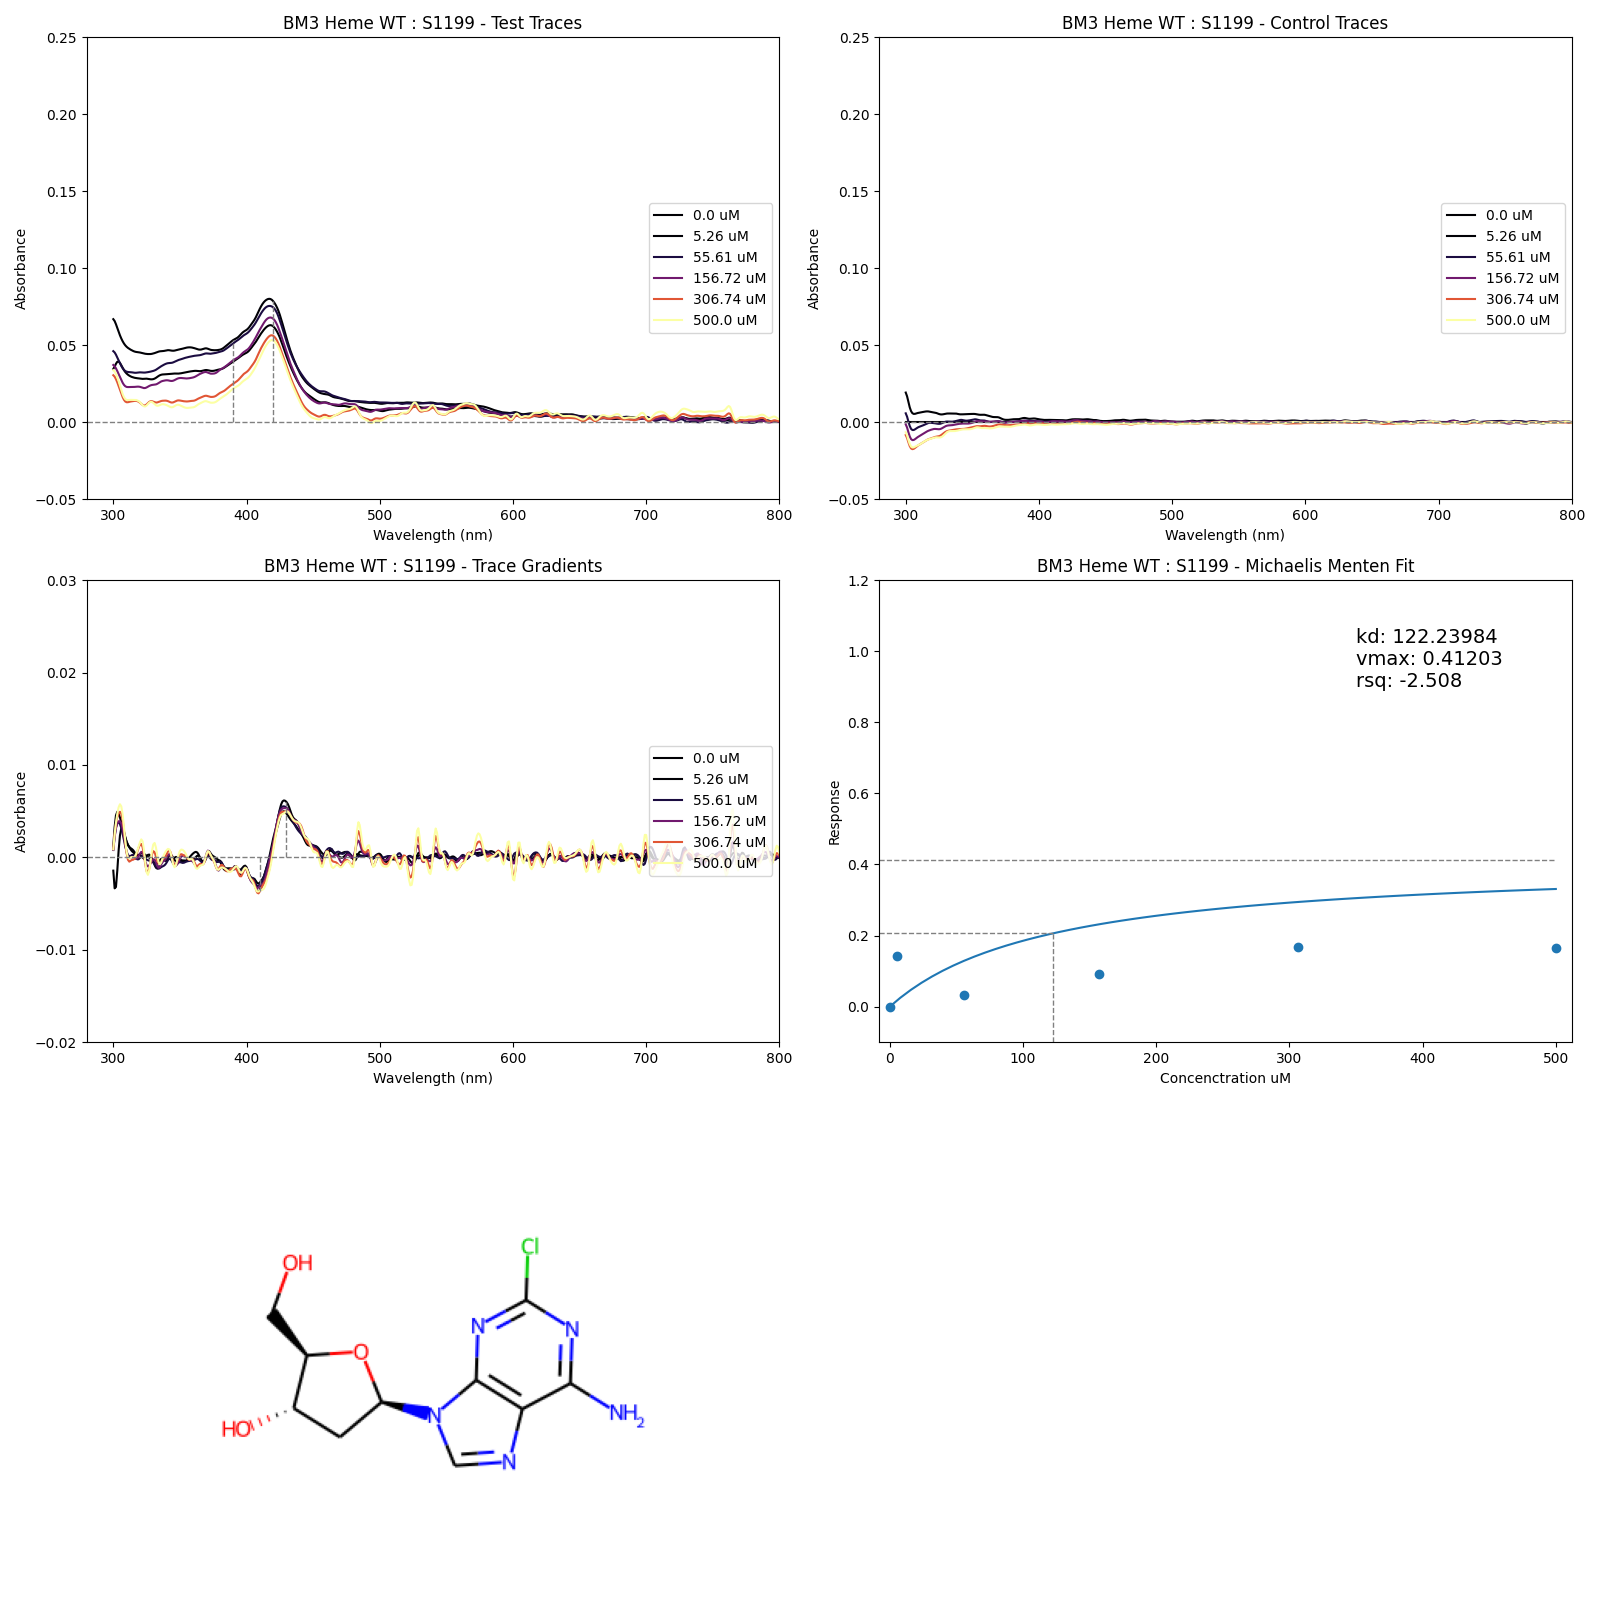 BM3 Heme WT : S1199 - Test Traces
0.25
0.20
0.15
0.10
0.05
0.00
−0.05
Absorbance
300
400
500
600
700
800
Wavelength (nm)
0.0 uM
5.26 uM
55.61 uM
156.72 uM
306.74 uM
500.0 uM
BM3 Heme WT : S1199 - Control Traces
0.25
0.20
0.15
0.10
0.05
0.00
−0.05
Absorbance
300
400
500
600
700
800
Wavelength (nm)
0.0 uM
5.26 uM
55.61 uM
156.72 uM
306.74 uM
500.0 uM
BM3 Heme WT : S1199 - Trace Gradients
0.03
0.02
0.01
0.00
−0.01
−0.02
Absorbance
300
400
500
600
700
800
Wavelength (nm)
0.0 uM
5.26 uM
55.61 uM
156.72 uM
306.74 uM
500.0 uM
BM3 Heme WT : S1199 - Michaelis Menten Fit
1.2
1.0
0.8
0.6
0.4
0.2
0.0
Response
0
100
200
300
400
500
Concenctration uM
kd: 122.23984
vmax: 0.41203
rsq: -2.508
Cl
OH
N
N
O
N
NH2
HO
N